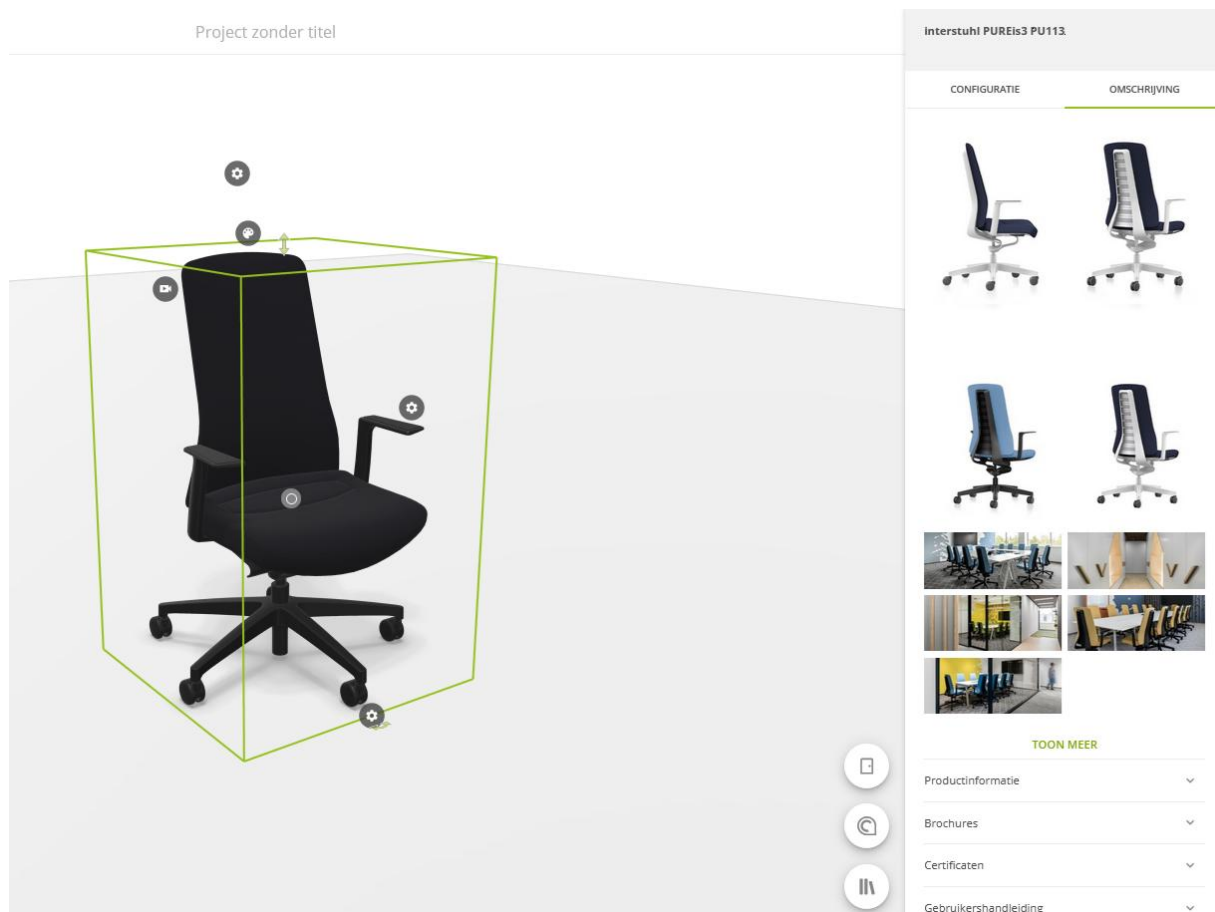 Project zonder titel
interstuhl PUREis3 PU113.
CONFIGURATIE
OMSCHRIJVING
TOON MEER
Productinformatie
Brochures
Certificaten
Gebruikershandleiding